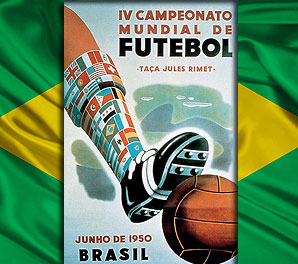 IV CAMPEONATO
MUNDIAL DE
FUTEBOL
-TAÇA JULES RIMET-
JUNHO DE 1950
BRASIL